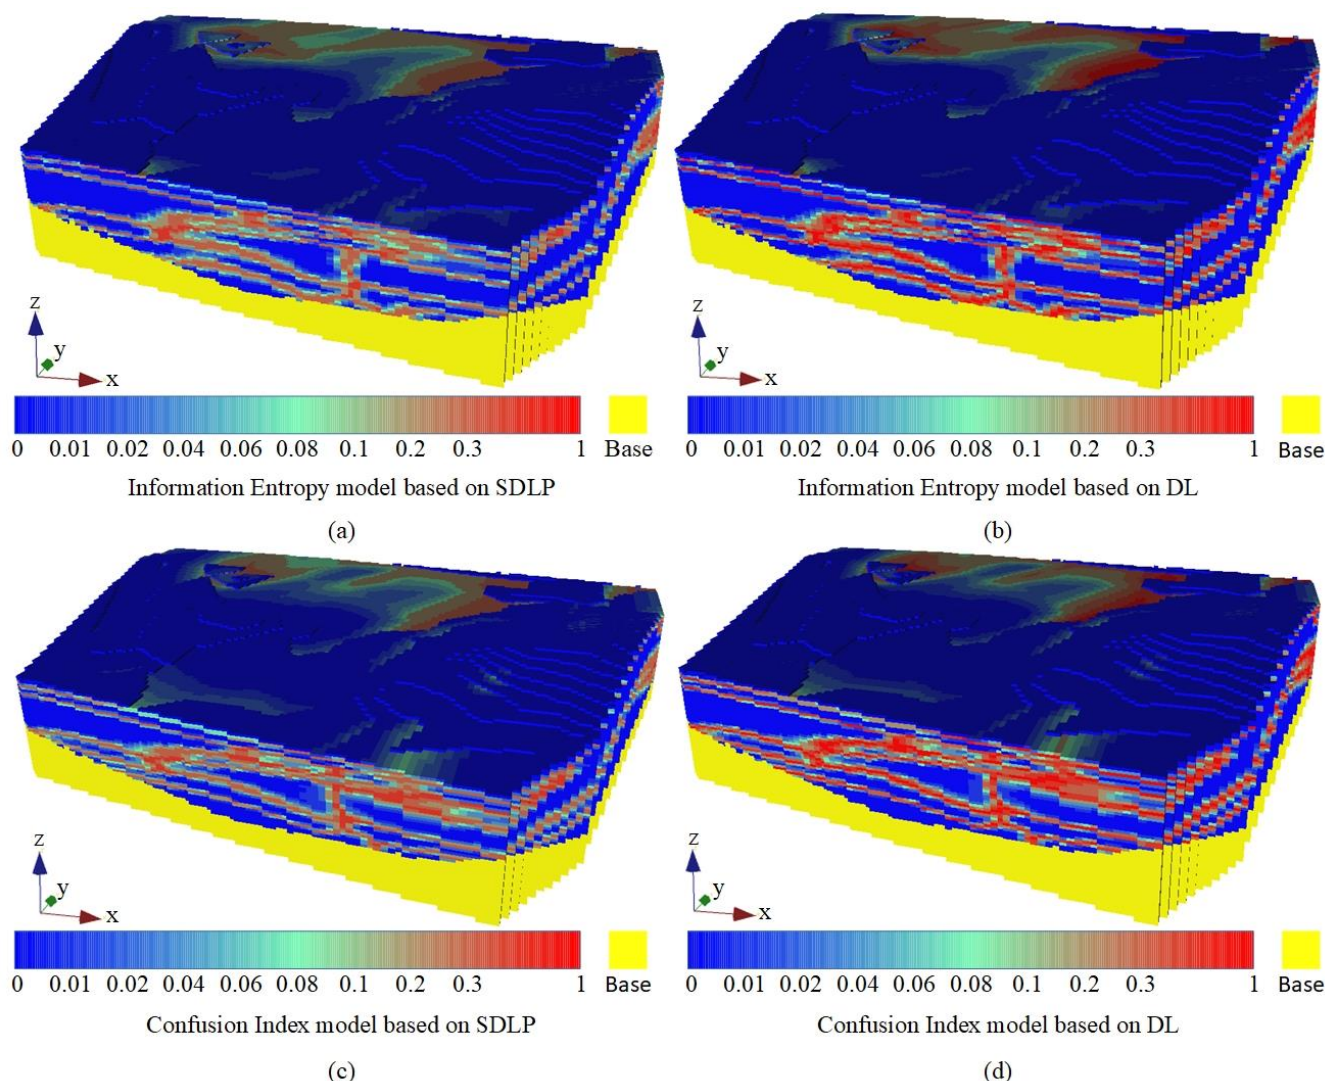 z
y
x
0 0.01 0.02 0.04 0.06 0.08 0.1 0.2 0.3 1 Base
Information Entropy model based on SDLP
(a)
z
y
x
0 0.01 0.02 0.04 0.06 0.08 0.1 0.2 0.3 1 Base
Information Entropy model based on DL
(b)
z
y
x
0 0.01 0.02 0.04 0.06 0.08 0.1 0.2 0.3 1 Base
Confusion Index model based on SDLP
(c)
z
y
x
0 0.01 0.02 0.04 0.06 0.08 0.1 0.2 0.3 1 Base
Confusion Index model based on DL
(d)